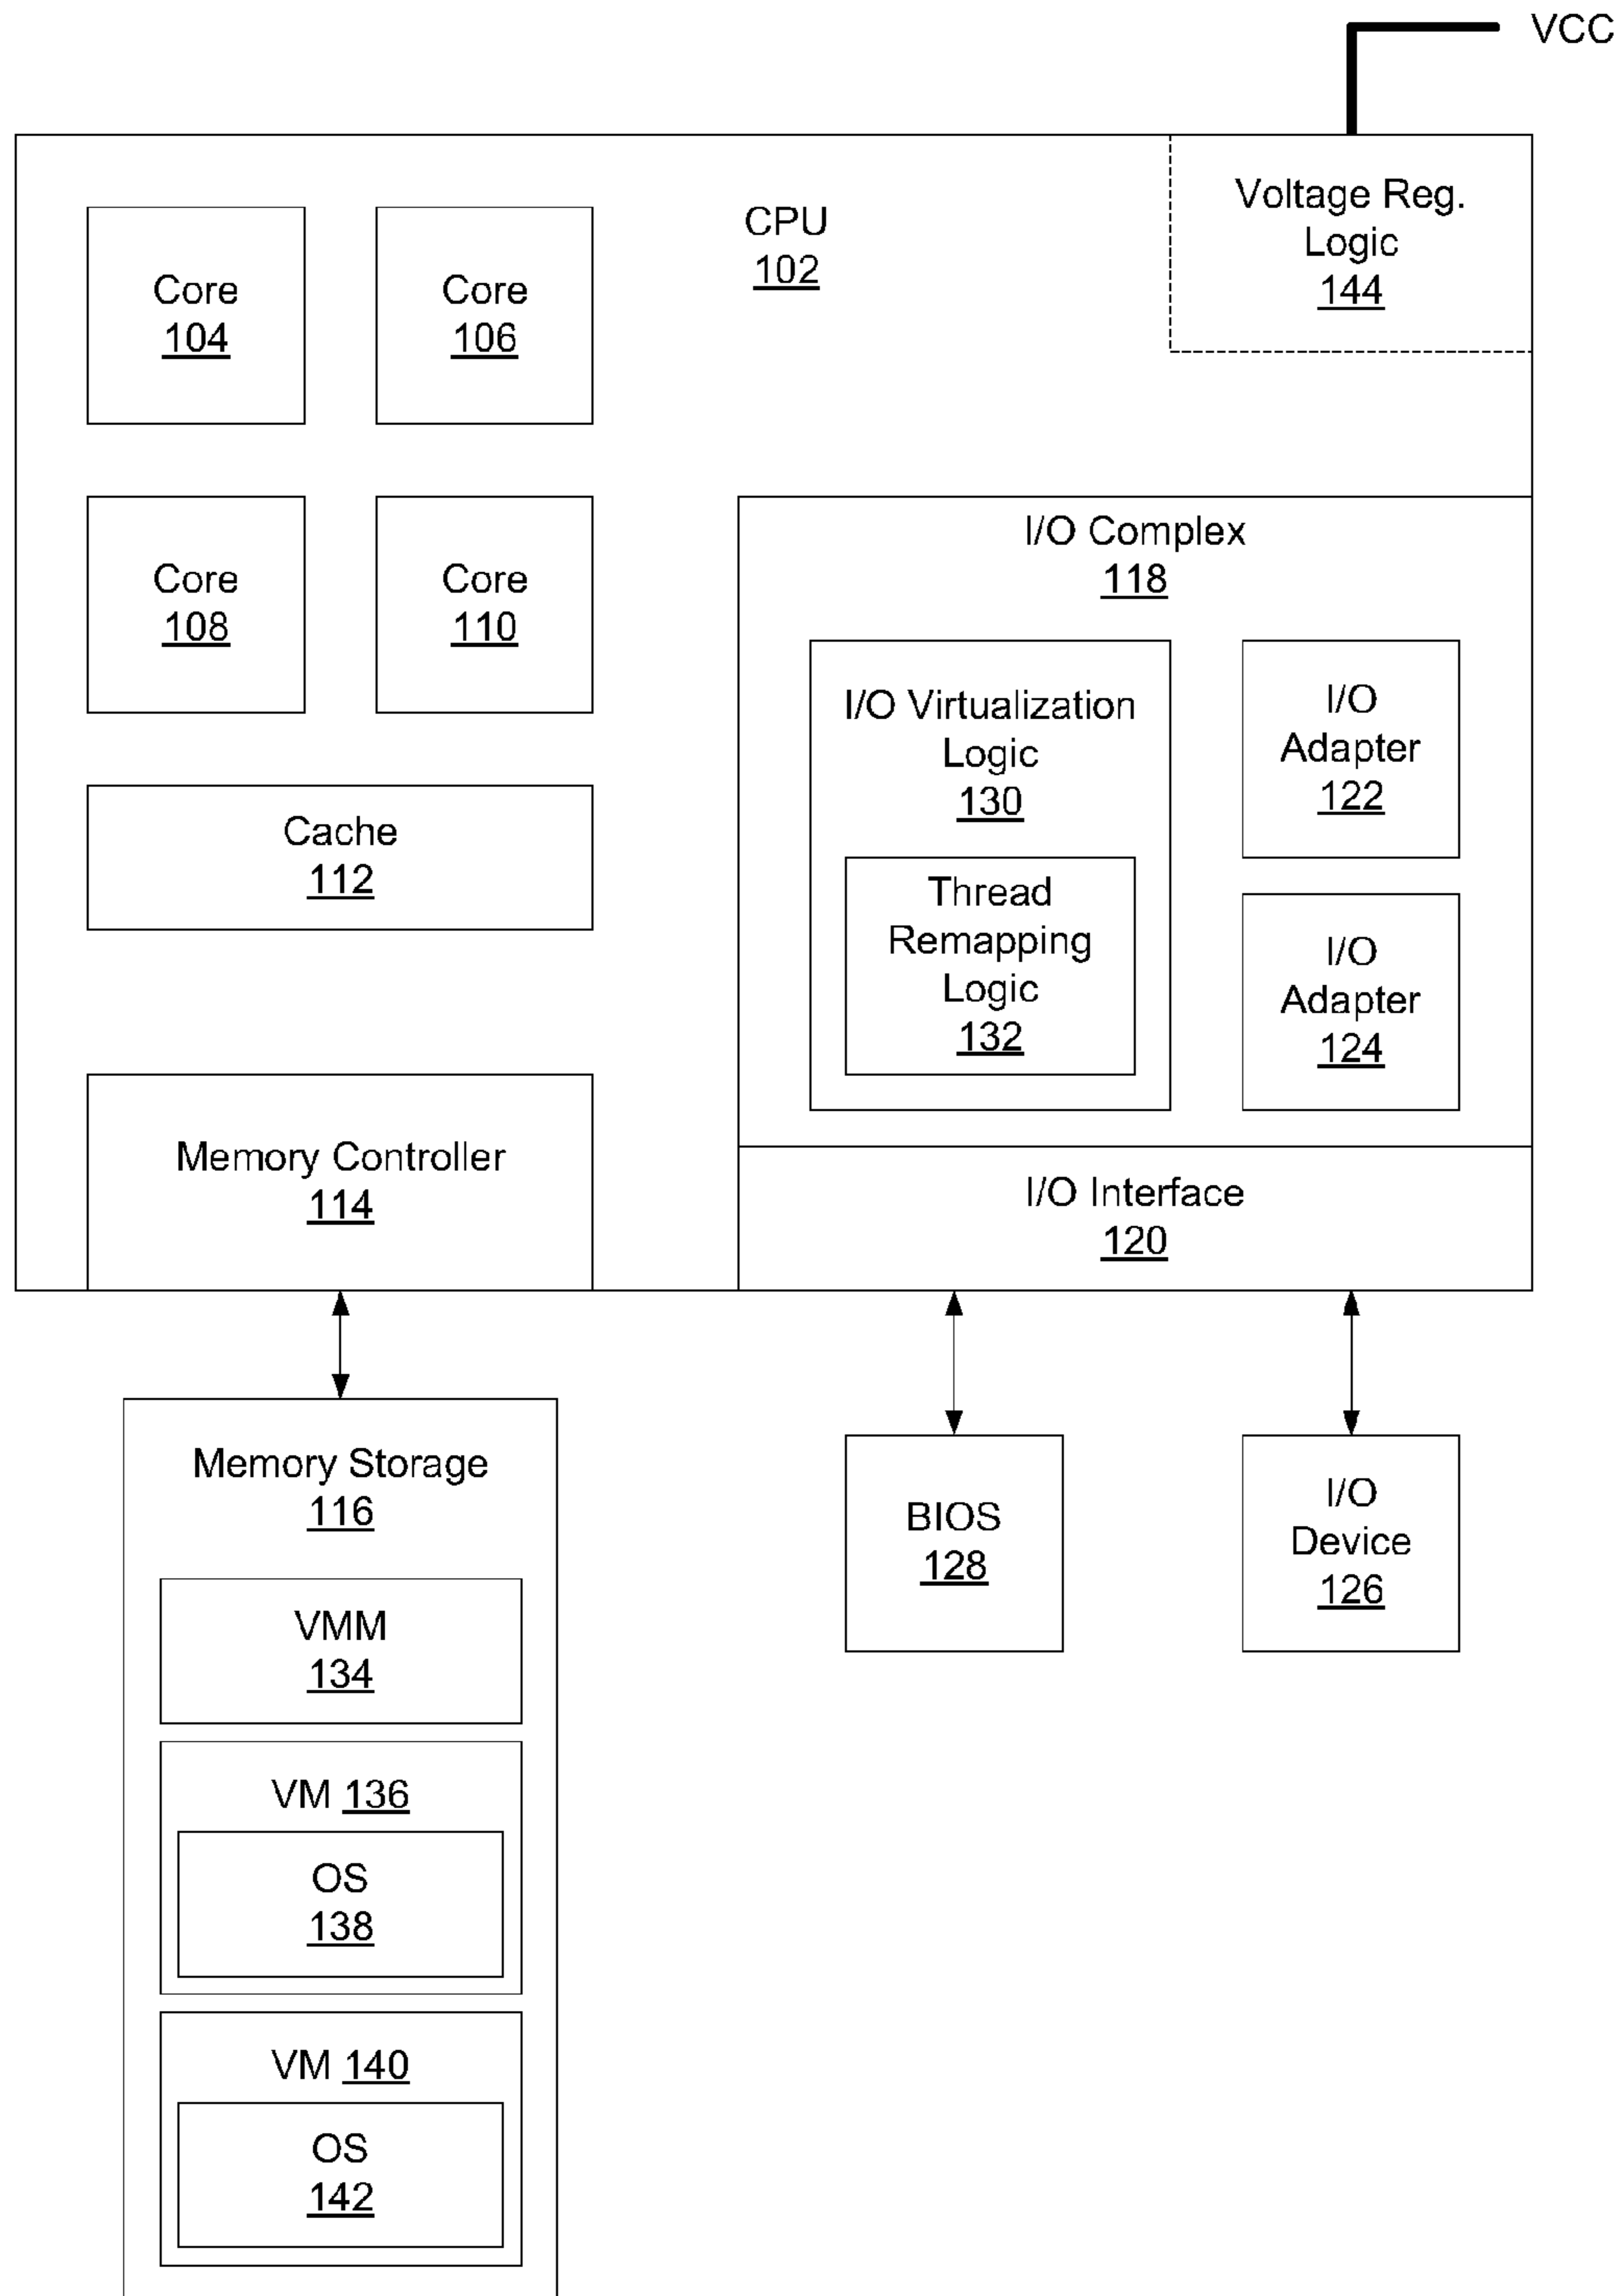 VCC
CPU
102
Voltage Reg.
Logic
144
Core
104
Core
106
Core
108
Core
110
Cache
112
Memory Controller
114
I/O Complex
118
I/O Virtualization
Logic
130
Thread
Remapping
Logic
132
I/O
Adapter
122
I/O
Adapter
124
I/O Interface
120
Memory Storage
116
VMM
134
VM 136
OS
138
VM 140
OS
142
BIOS
128
I/O
Device
126